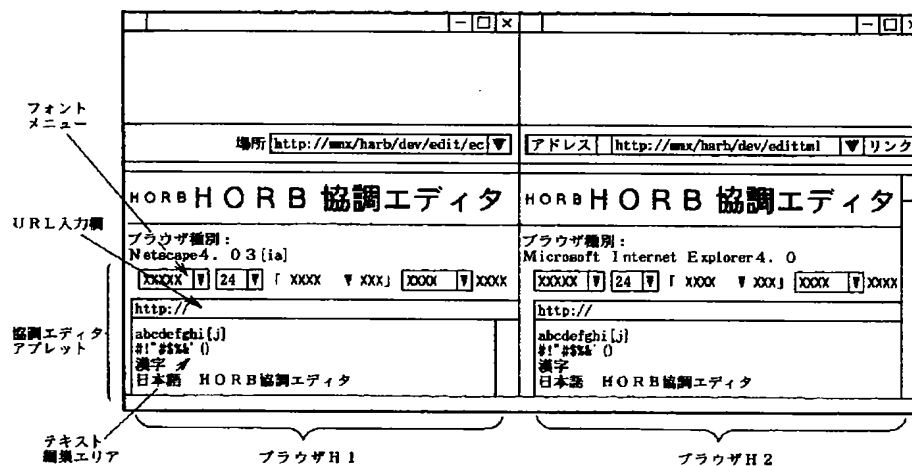 フォント
メニュー
場所 http://wnx/harb/dev/edit/ec ▼
アドレス http://wnx/harb/dev/edittml ▼ リンク
HORB HORB 協調エディタ
HORB HORB 協調エディタ
URL入力欄
ブラウザ種別:
Netscape4. 03[ia]
ブラウザ種別:
Microsoft Internet Explorer4. 0
XXXXX ▼ 24 ▼ 「 XXXX ▼ XXX」 XXXX ▼ XXXX
XXXXX ▼ 24 ▼ 「 XXXX ▼ XXX」 XXXX ▼ XXXX
http://
http://
協調エディタ
アプレット
abcdefghi[j]
#!"#$%&'()
漢字
日本語 HORB協調エディタ
abcdefghi[j]
#!"#$%&'()
漢字
日本語 HORB協調エディタ
テキスト
編集エリア
ブラウザH1
ブラウザH2